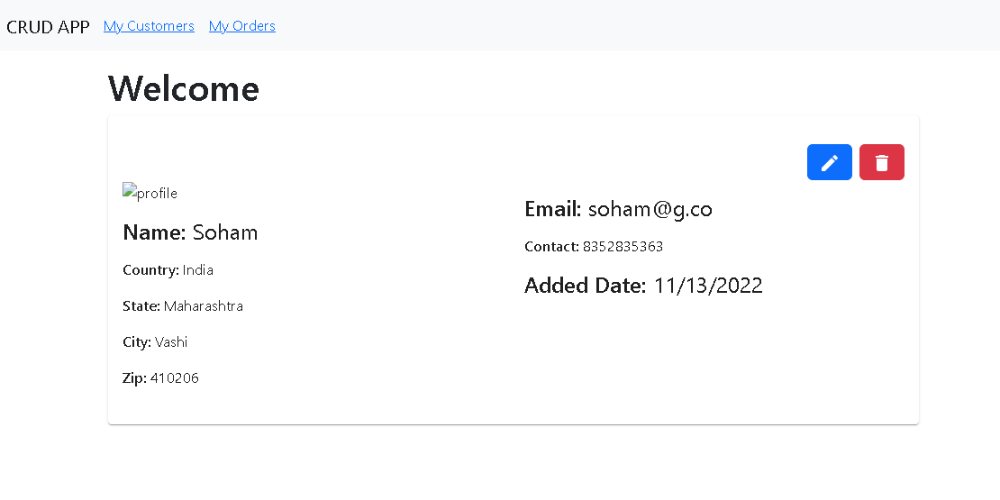 CRUD APP My Customers My Orders
Welcome
profile
Name: Soham
Country: India
State: Maharashtra
City: Vashi
Zip: 410206
Email: soham@g.co
Contact: 8352835363
Added Date: 11/13/2022